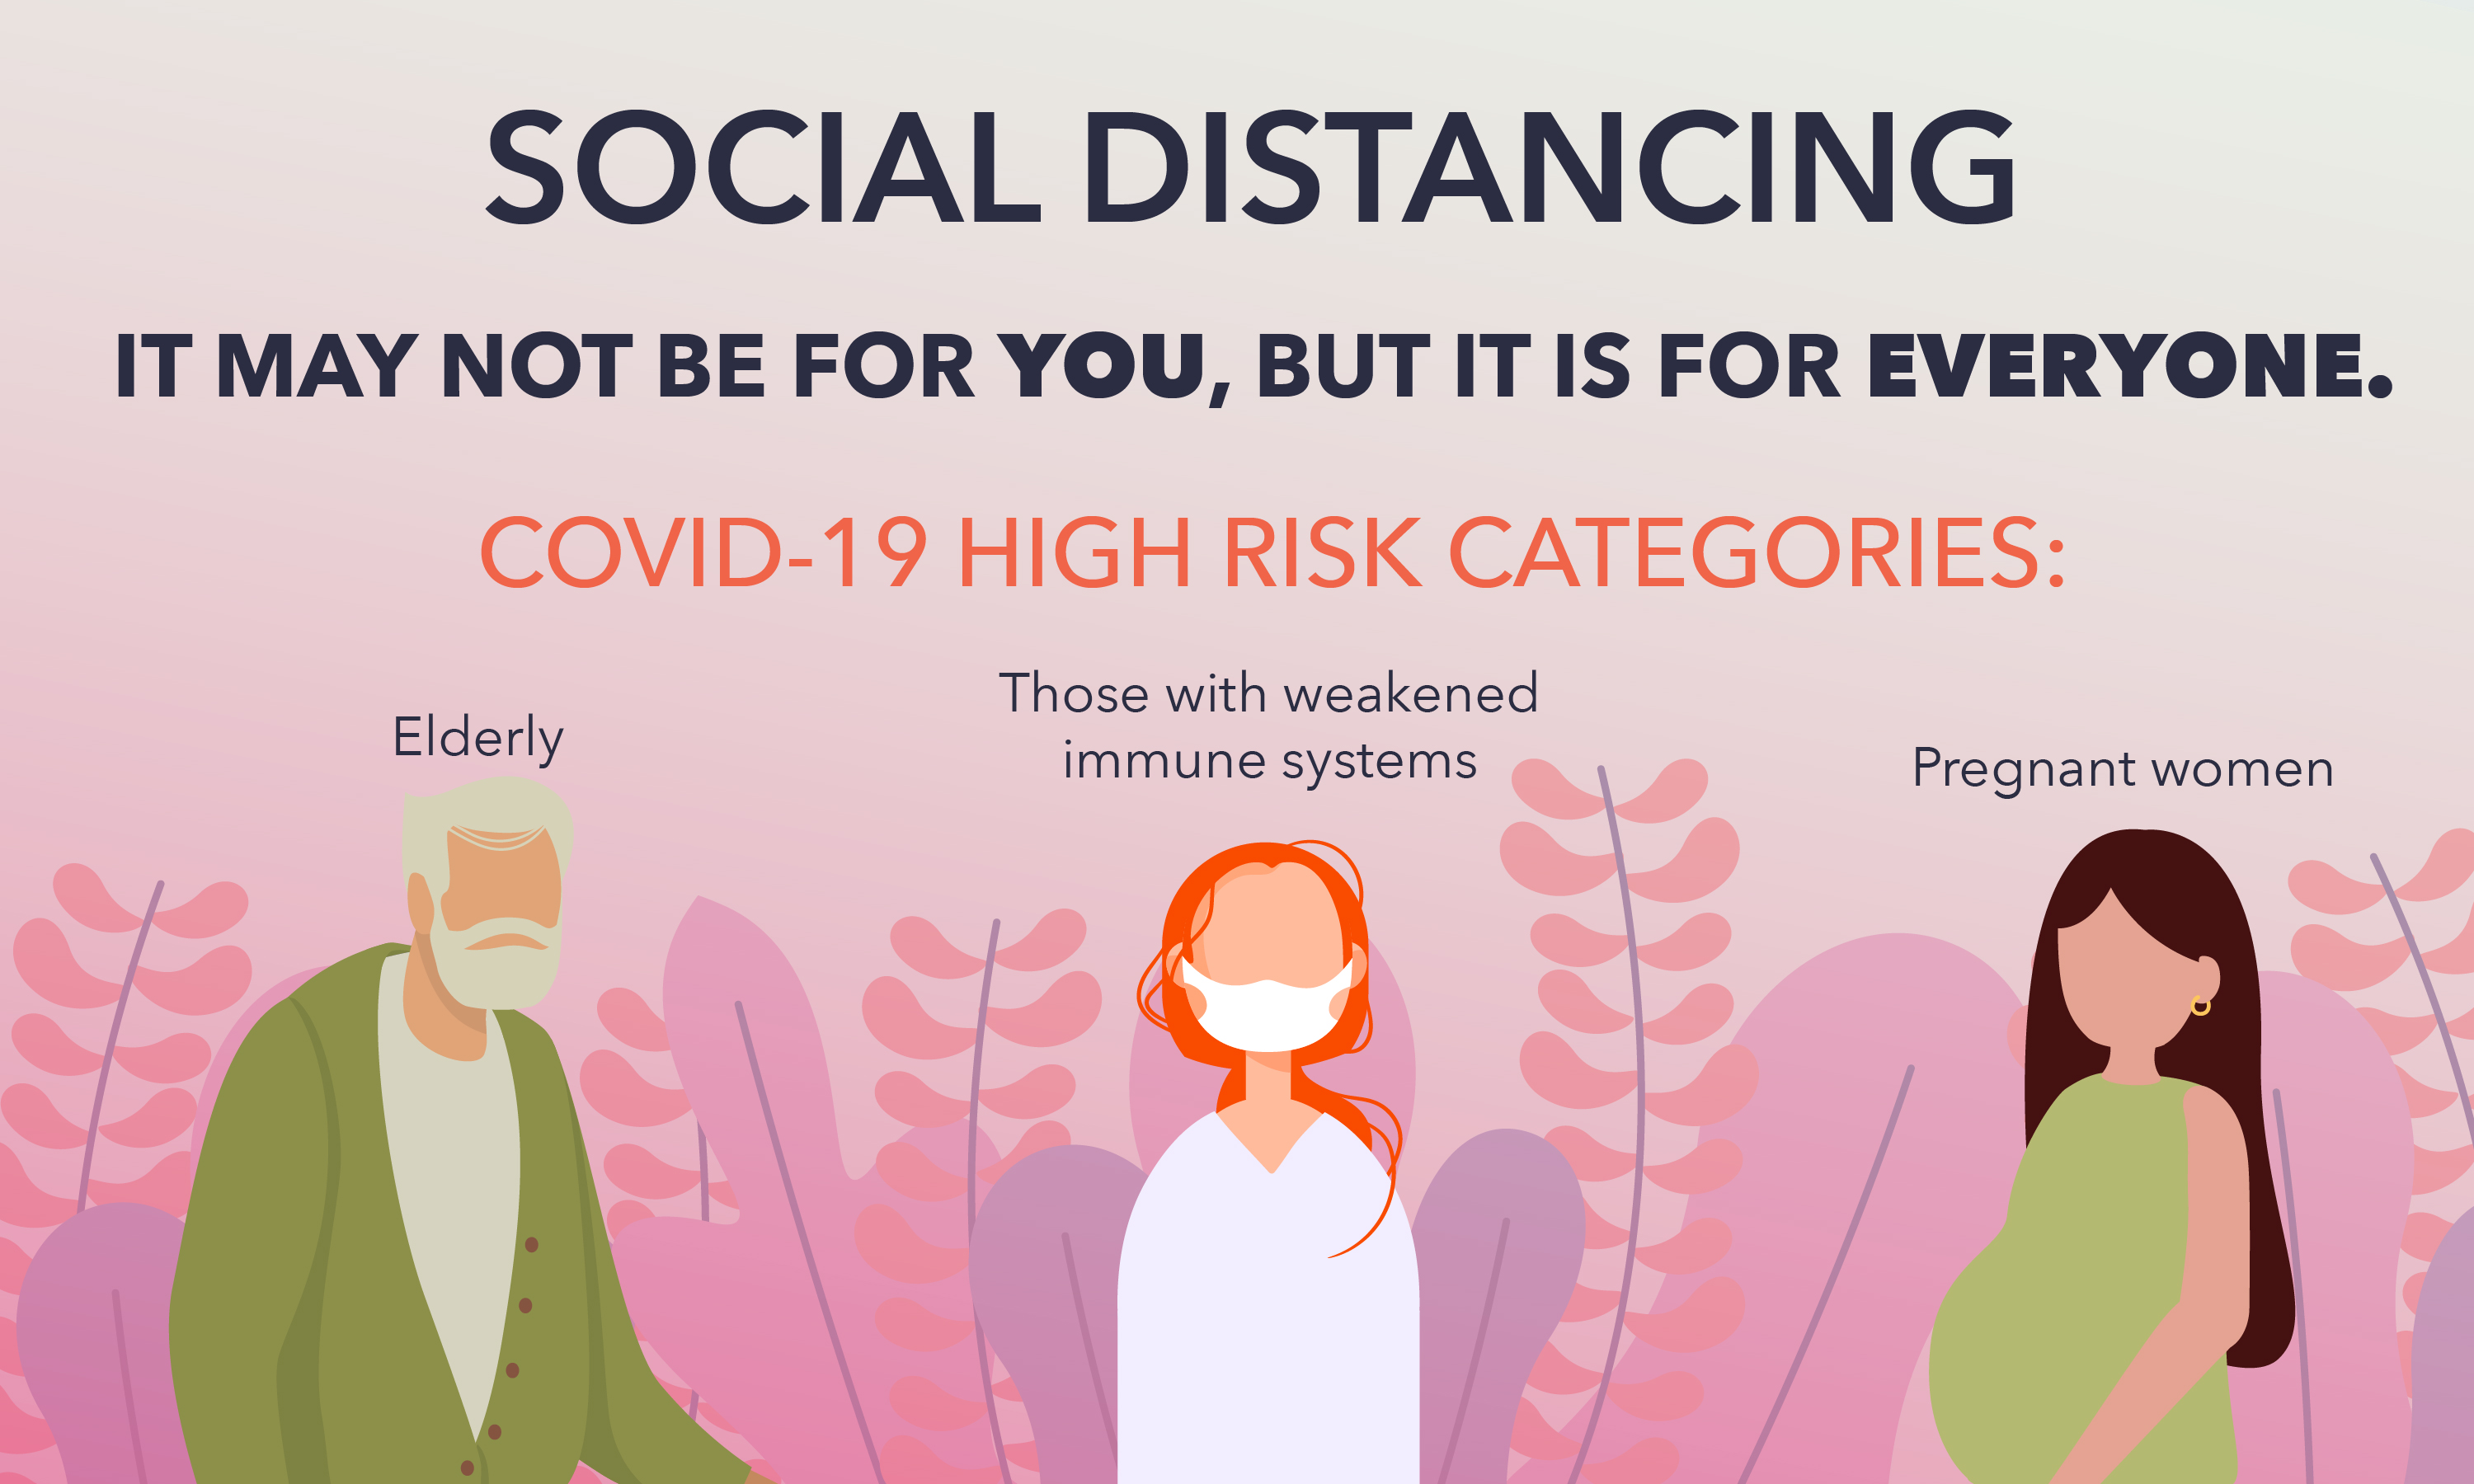 SOCIAL DISTANCING
IT MAY NOT BE FOR YOU, BUT IT IS FOR EVERYONE.
COVID-19 HIGH RISK CATEGORIES:
Elderly
Those with weakened
immune systems
Pregnant women